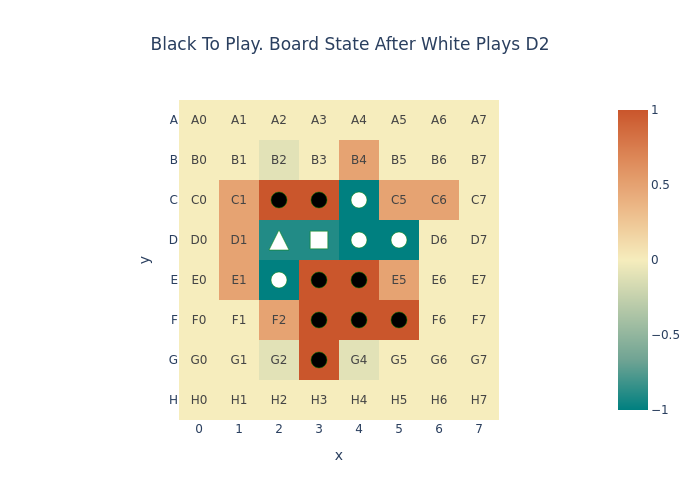 Black To Play. Board State After White Plays D2
A A0 A1 A2 A3 A4 A5 A6 A7
B B0 B1 B2 B3 B4 B5 B6 B7
C C0 C1 C5 C6 C7
D D0 D1 D6 D7
E E0 E1 E5 E6 E7
F F0 F1 F2 F6 F7
G G0 G1 G2 G4 G5 G6 G7
H H0 H1 H2 H3 H4 H5 H6 H7
0 1 2 3 4 5 6 7
x
y
1
0.5
0
−0.5
−1